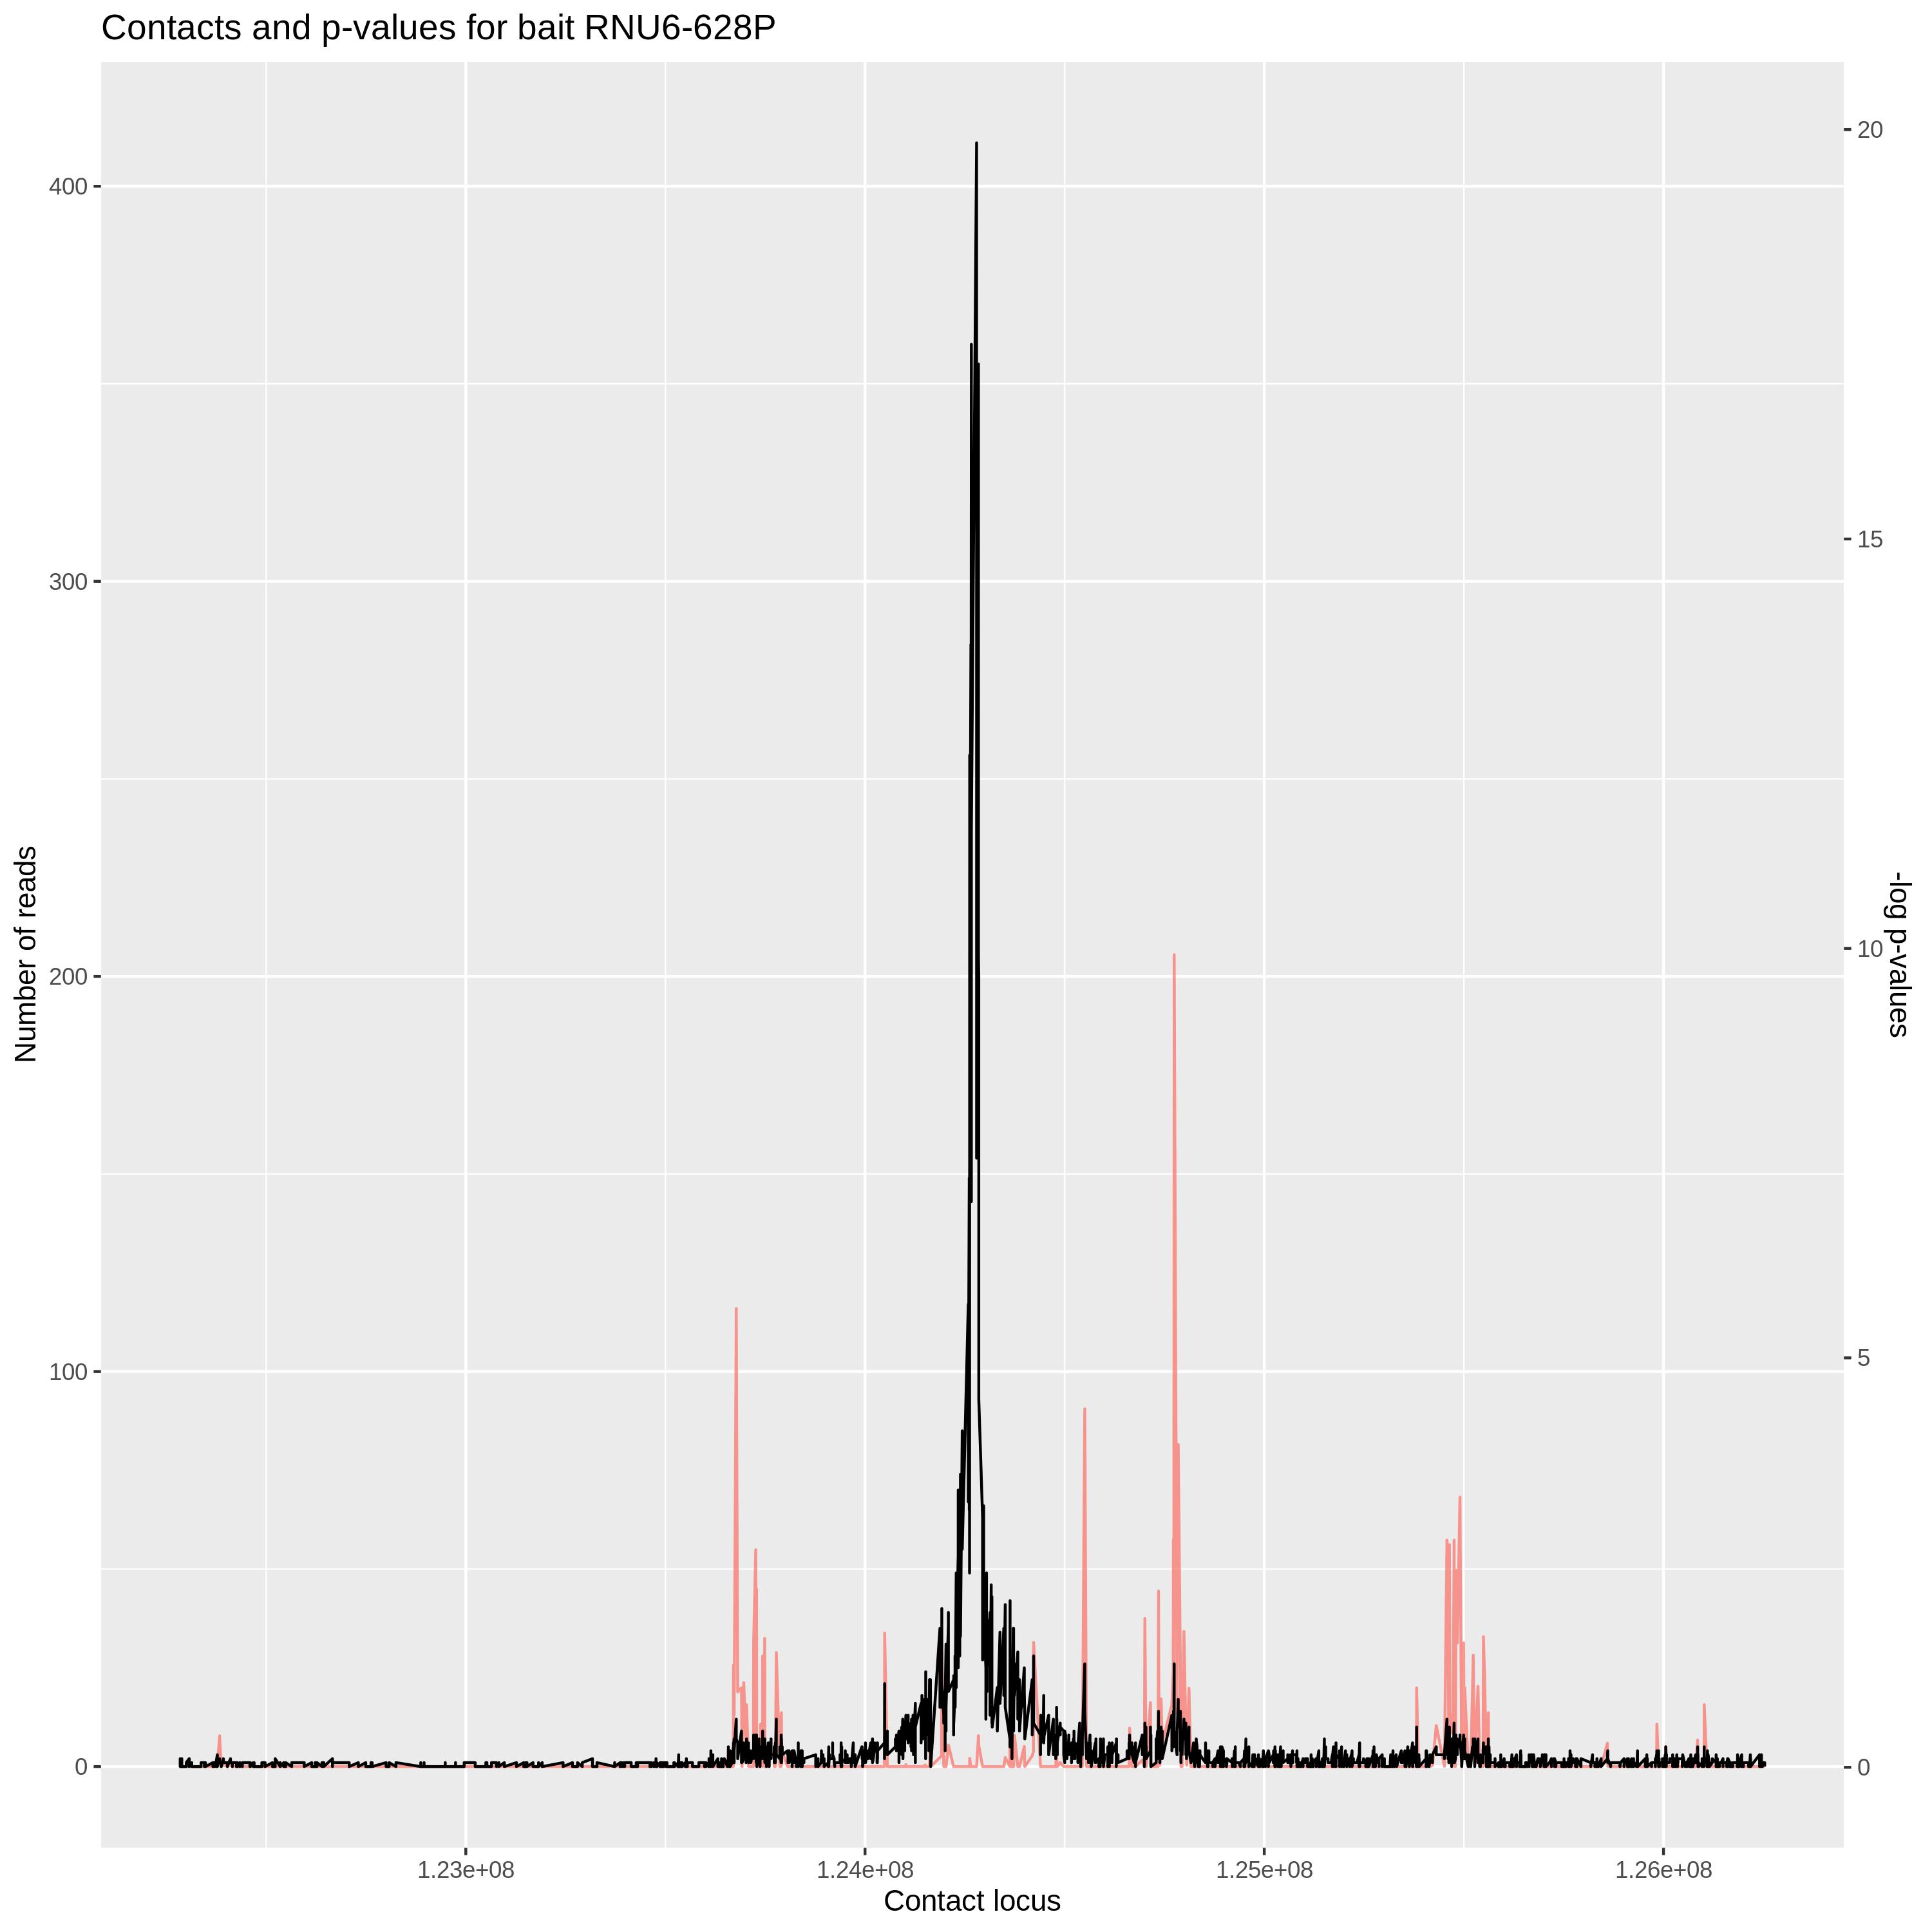 Contacts and p-values for bait RNU6-628P
400
300
200
100
0
20
15
10
5
0
Number of reads
-log p-values
1.23e+08
1.24e+08
1.25e+08
1.26e+08
Contact locus